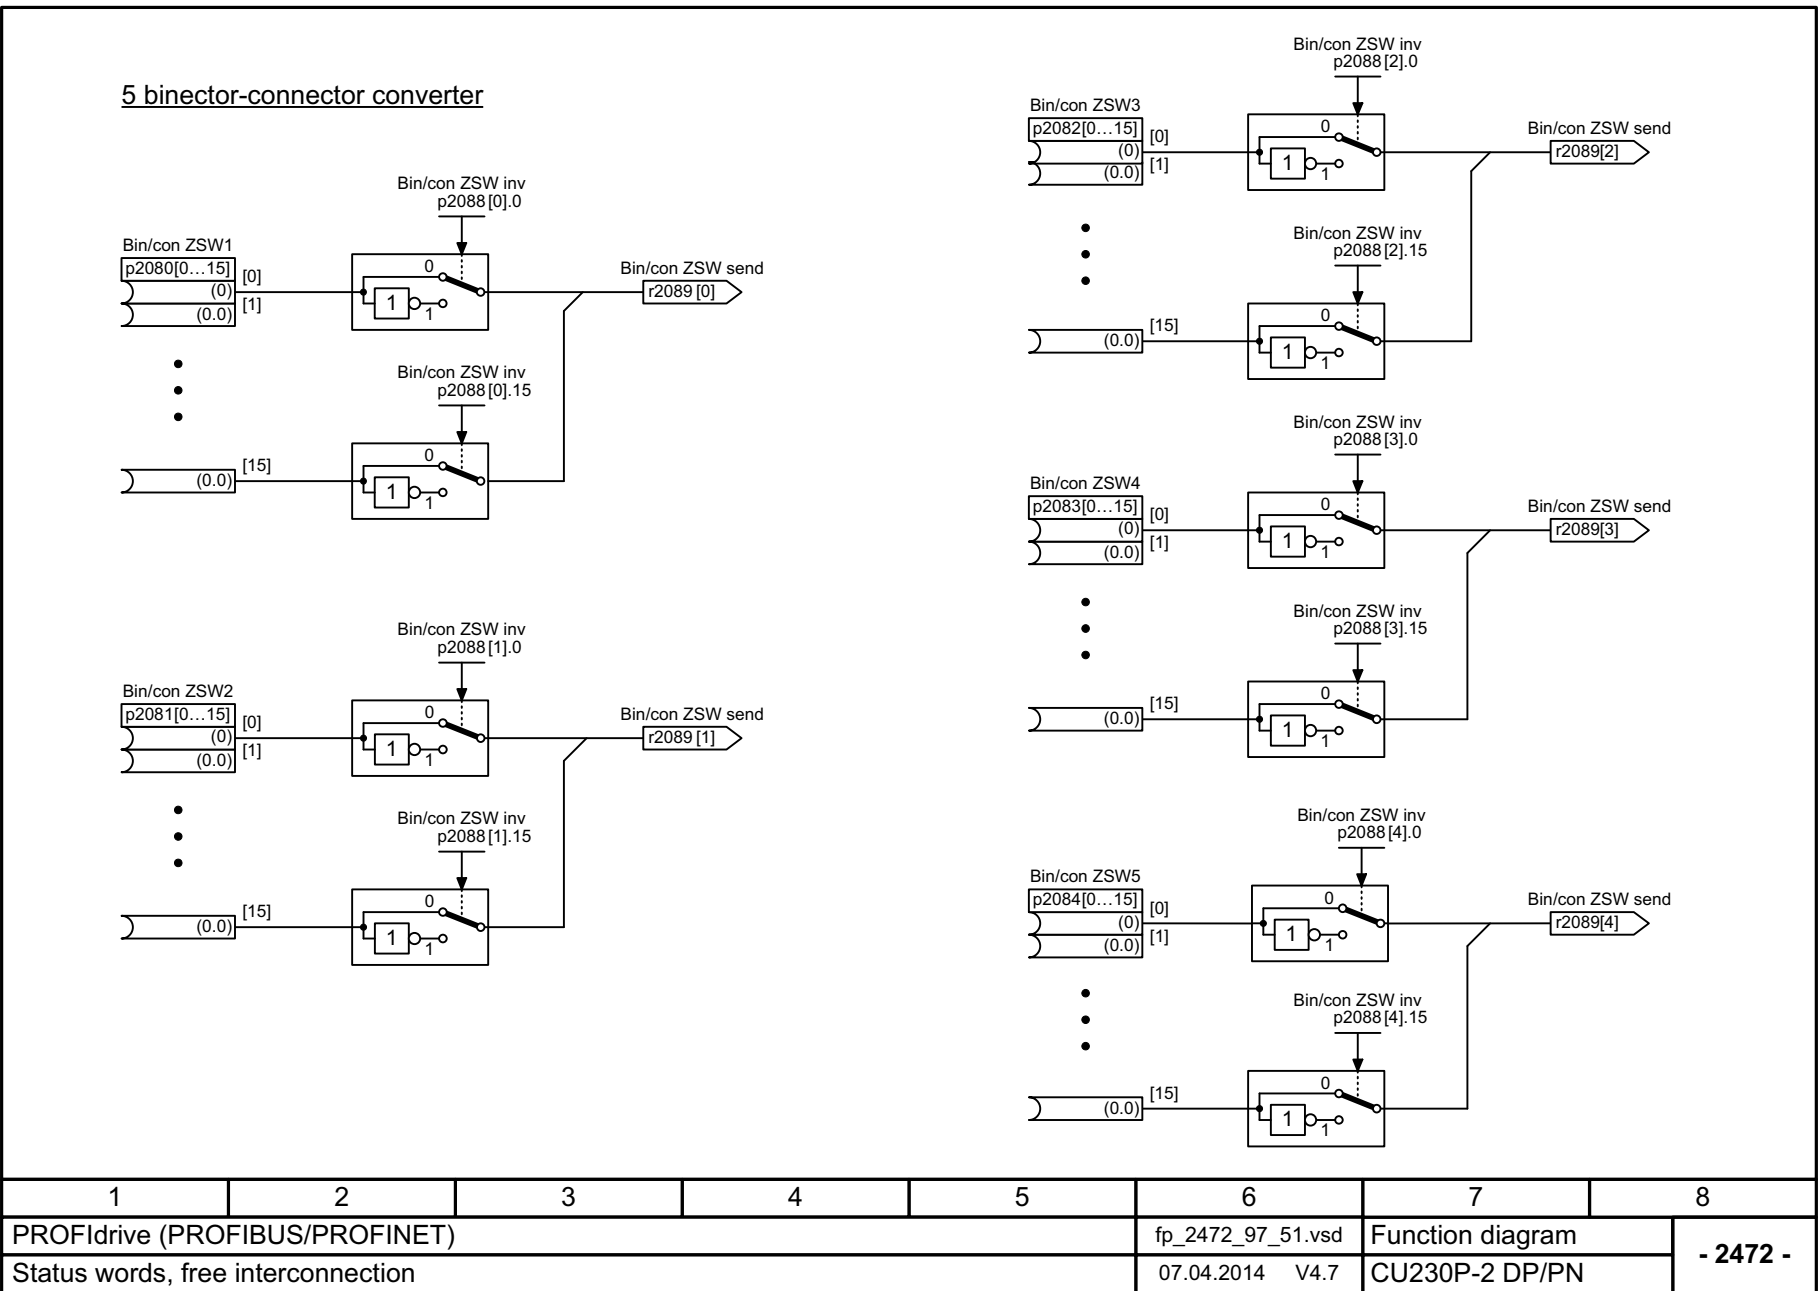 5 binector-connector converter
Bin/con ZSW inv
p2088[0].0
Bin/con ZSW1
p2080[0...15]
[0]
(0)
[1]
(0.0)
0
1
1
Bin/con ZSW send
r2089[0]
Bin/con ZSW inv
p2088[0].15
[15]
(0.0)
0
1
1
Bin/con ZSW inv
p2088[1].0
Bin/con ZSW2
p2081[0...15]
[0]
(0)
[1]
(0.0)
0
1
1
Bin/con ZSW send
r2089[1]
Bin/con ZSW inv
p2088[1].15
[15]
(0.0)
0
1
1
Bin/con ZSW inv
p2088[2].0
Bin/con ZSW3
p2082[0...15]
[0]
(0)
[1]
(0.0)
0
1
1
Bin/con ZSW send
r2089[2]
Bin/con ZSW inv
p2088[2].15
[15]
(0.0)
0
1
1
Bin/con ZSW inv
p2088[3].0
Bin/con ZSW4
p2083[0...15]
[0]
(0)
[1]
(0.0)
0
1
1
Bin/con ZSW send
r2089[3]
Bin/con ZSW inv
p2088[3].15
[15]
(0.0)
0
1
1
Bin/con ZSW inv
p2088[4].0
Bin/con ZSW5
p2084[0...15]
[0]
(0)
[1]
(0.0)
0
1
1
Bin/con ZSW send
r2089[4]
Bin/con ZSW inv
p2088[4].15
[15]
(0.0)
0
1
1
1 2 3 4 5 6 7 8
PROFIdrive (PROFIBUS/PROFINET) fp_2472_97_51.vsd Function diagram
- 2472 -
Status words, free interconnection 07.04.2014 V4.7 CU230P-2 DP/PN